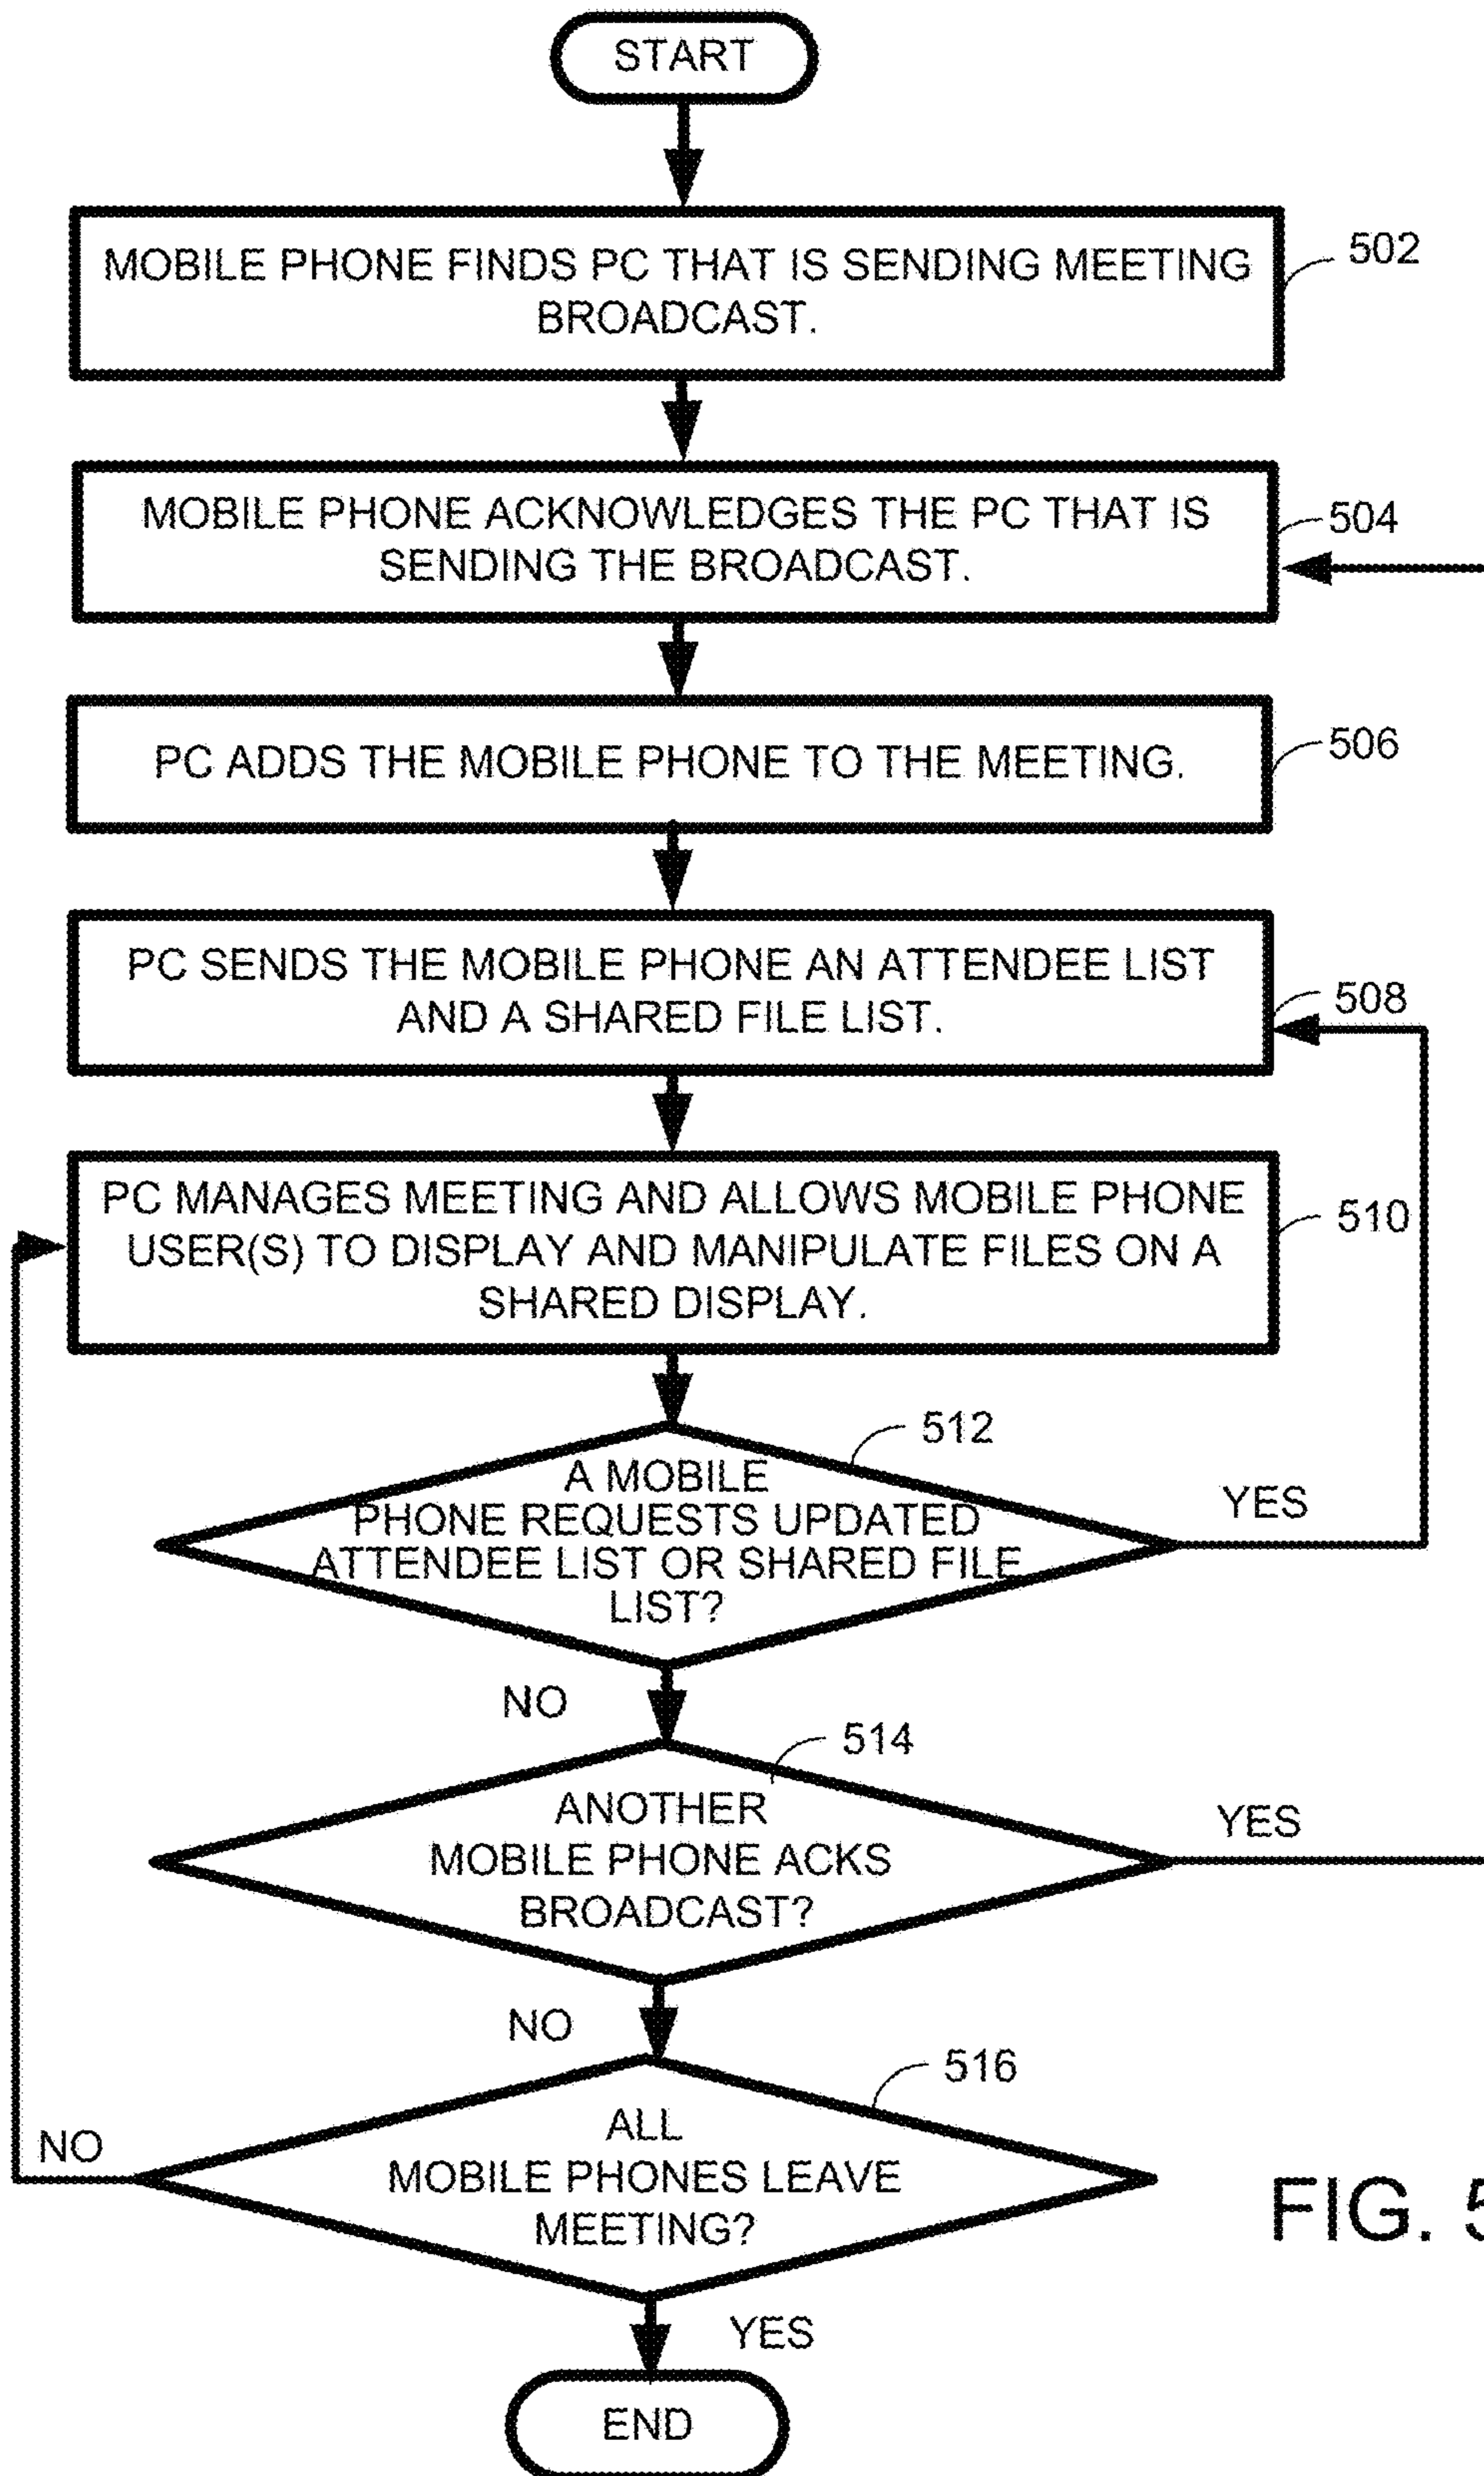 START
MOBILE PHONE FINDS PC THAT IS SENDING MEETING
BROADCAST.
502
MOBILE PHONE ACKNOWLEDGES THE PC THAT IS
SENDING THE BROADCAST.
504
PC ADDS THE MOBILE PHONE TO THE MEETING.
506
PC SENDS THE MOBILE PHONE AN ATTENDEE LIST
AND A SHARED FILE LIST.
508
PC MANAGES MEETING AND ALLOWS MOBILE PHONE
USER(S) TO DISPLAY AND MANIPULATE FILES ON A
SHARED DISPLAY.
510
512
A MOBILE
PHONE REQUESTS UPDATED
ATTENDEE LIST OR SHARED FILE
LIST?
YES
NO
514
ANOTHER
MOBILE PHONE ACKS
BROADCAST?
YES
NO
516
ALL
MOBILE PHONES LEAVE
MEETING?
NO
YES
END
FIG. 5